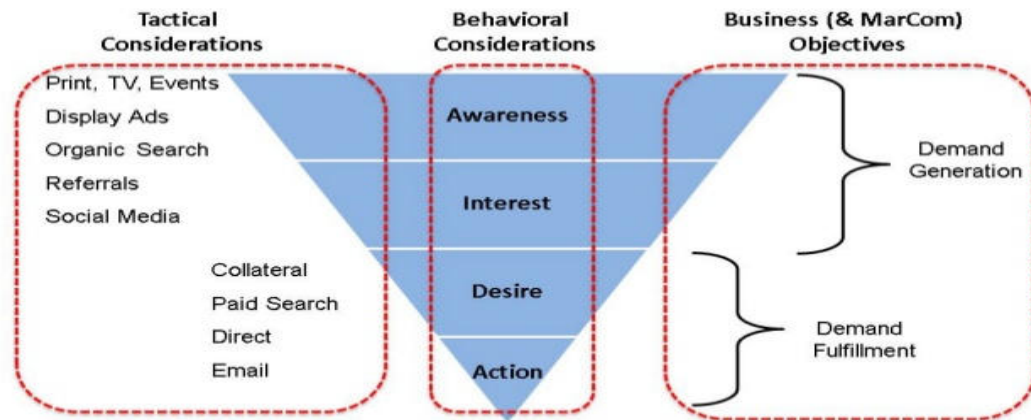 Tactical
Considerations
Behavioral
Considerations
Business (& MarCom)
Objectives
Print, TV, Events
Display Ads
Organic Search
Referrals
Social Media
Collateral
Paid Search
Direct
Email
Awareness
Interest
Desire
Action
Demand
Generation
Demand
Fulfillment